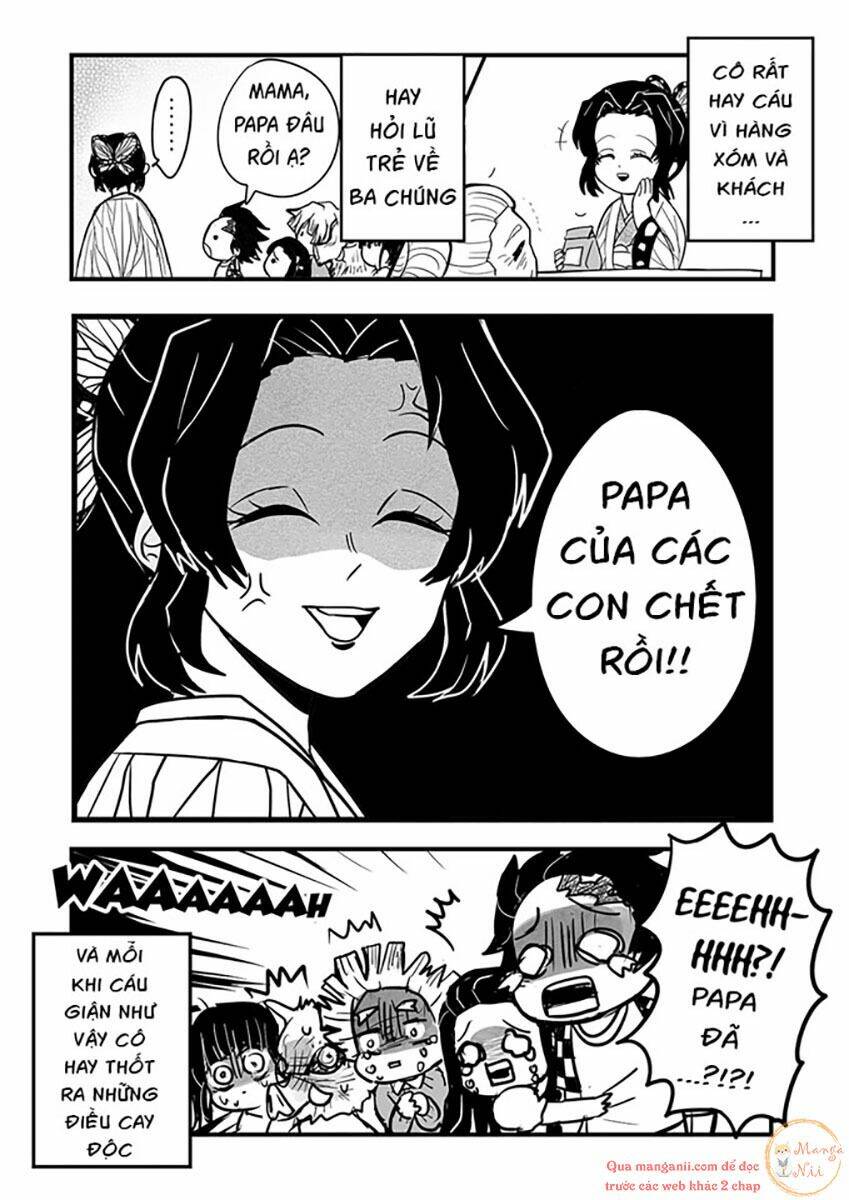 CÔ RẤT
HAY CÁU
VÌ HÀNG
XÓM VÀ
KHÁCH
...
HAY
HỎI LŨ
TRẺ VỀ
BA CHÚNG
MAMA,
PAPA ĐÂU
RỒI Ạ?
.....
PAPA
CỦA CÁC
CON CHẾT
RỒI!!
WAAAAAAH
EEEEHH-
HHH?!
PAPA
ĐÃ
...?!?!
VÀ MỖI
KHI CÁU
GIẬN NHƯ
VẬY CÔ
HAY THỐT
RA NHỮNG
ĐIỀU CAY
ĐỘC
Qua manganii.com để đọc
trước các web khác 2 chap
Manga
Nii